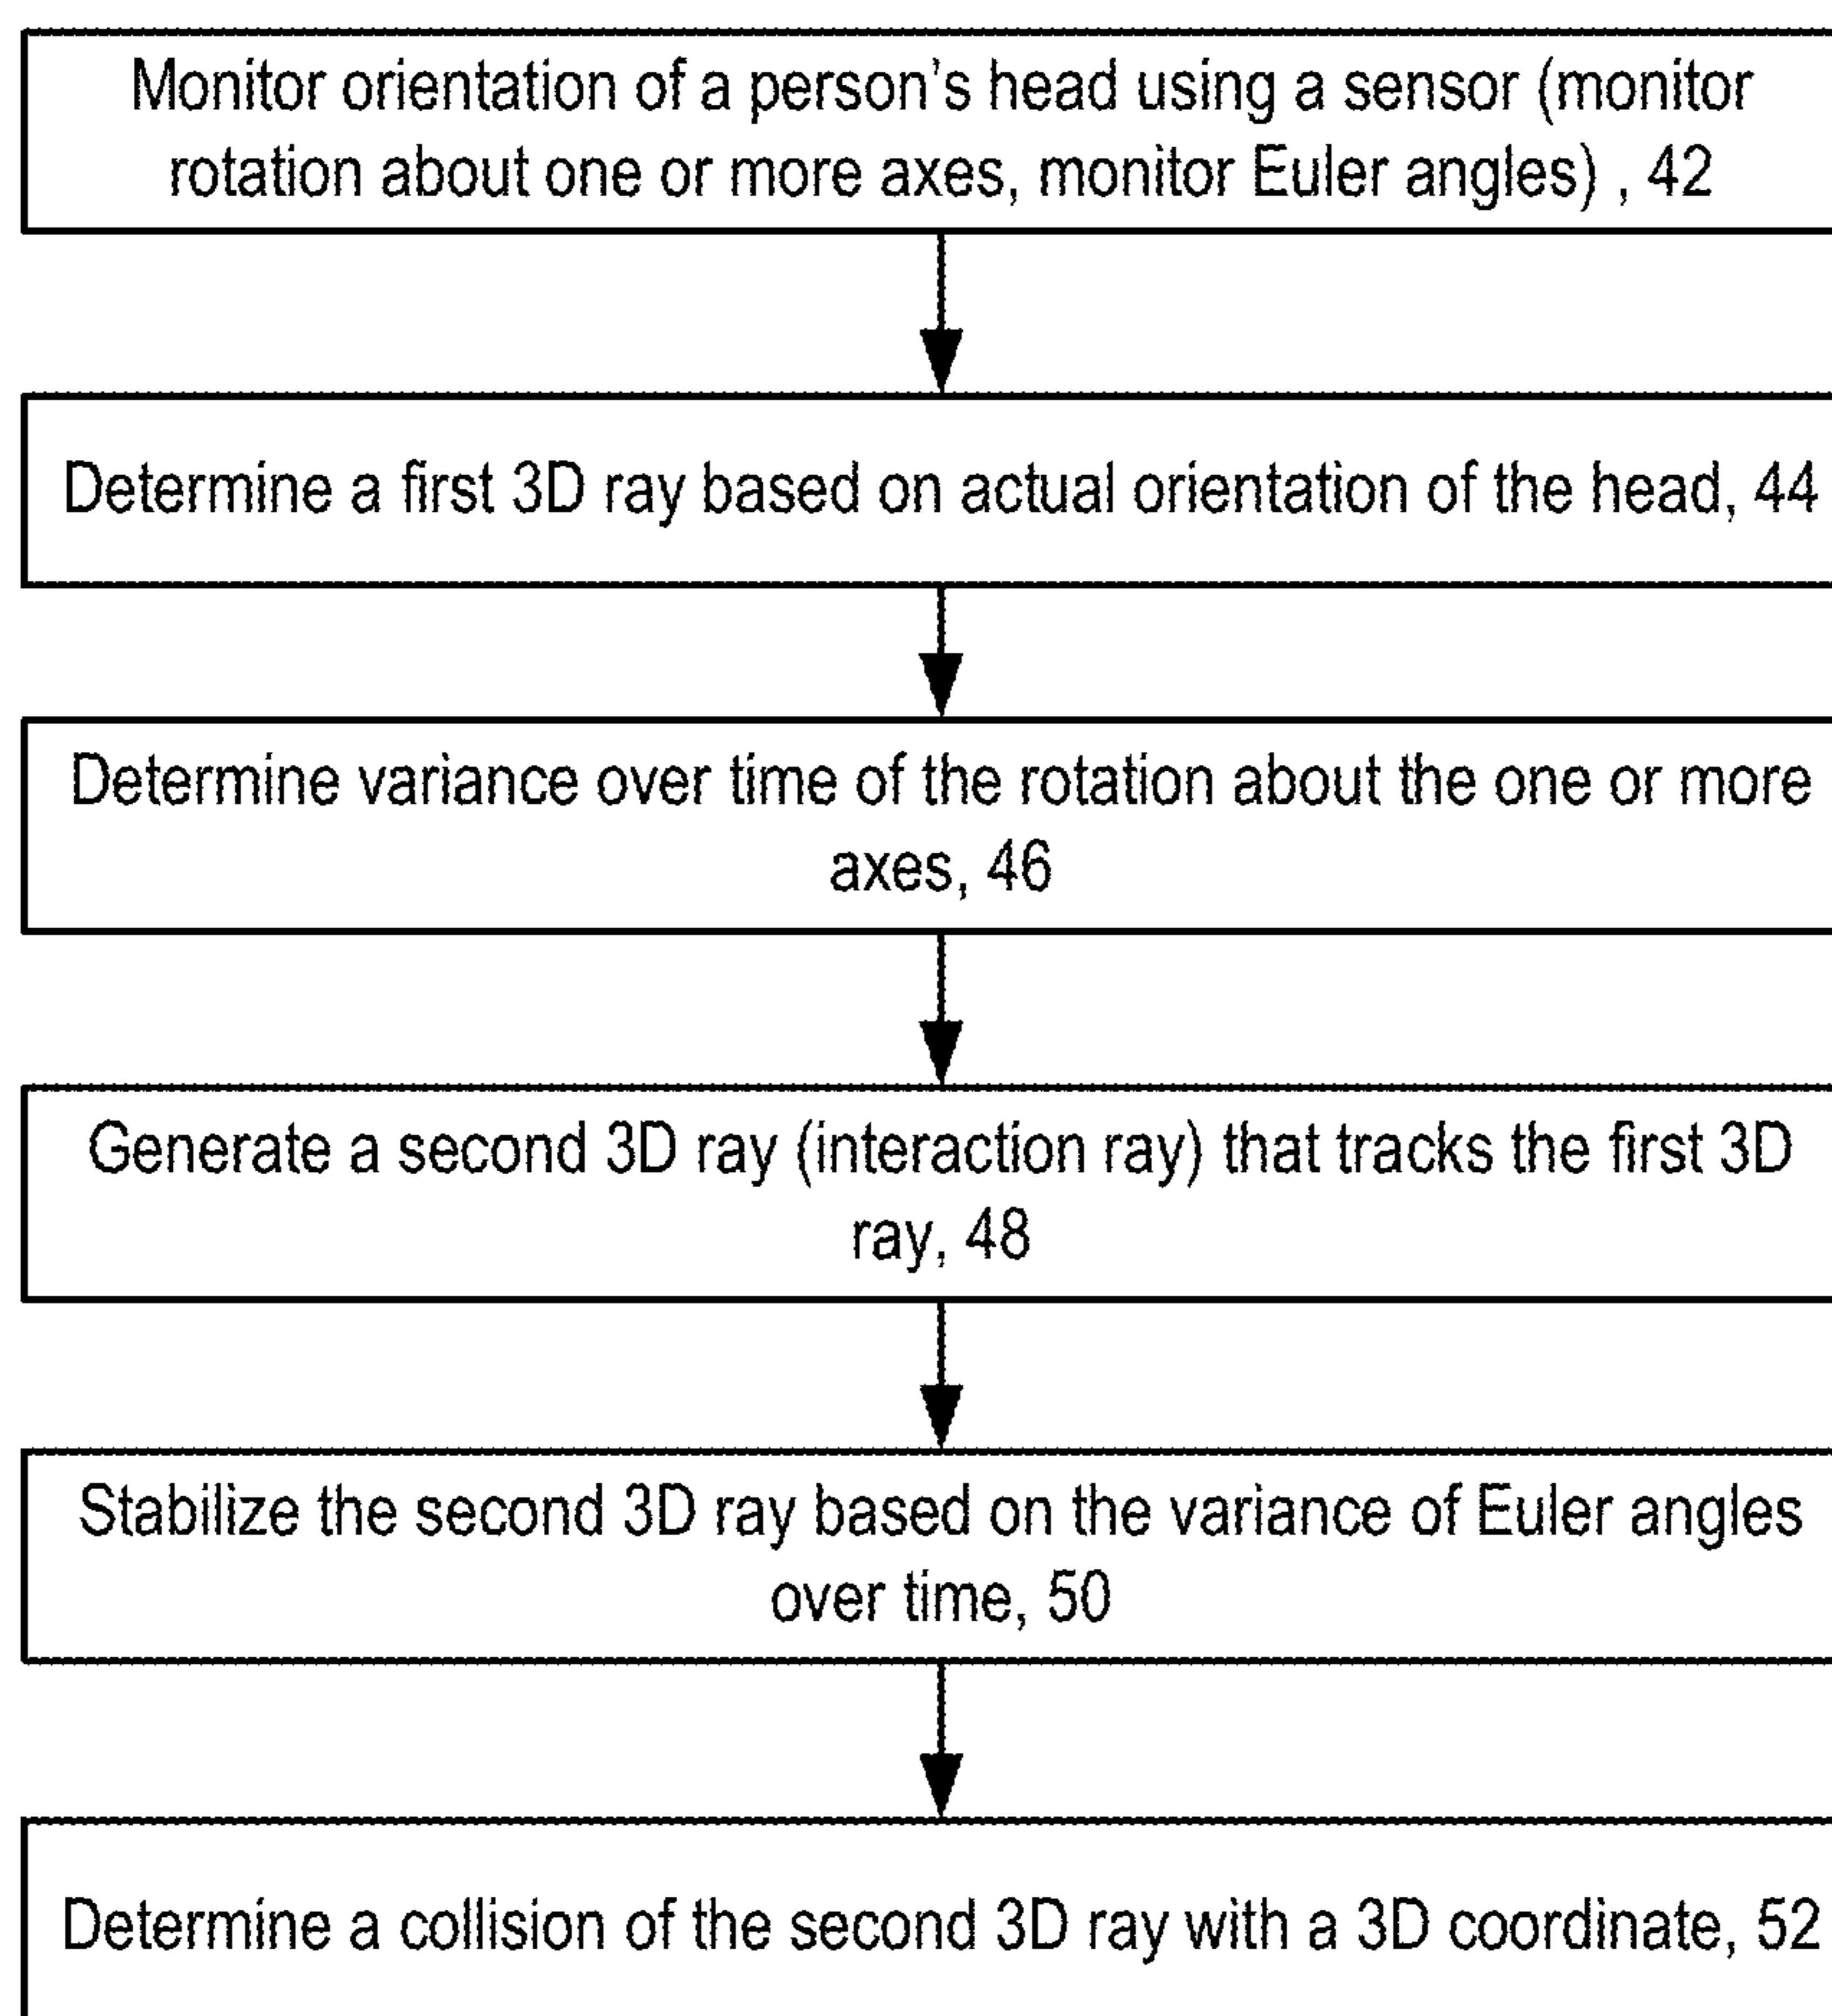 Monitor orientation of a person's head using a sensor (monitor
rotation about one or more axes, monitor Euler angles) , 42
Determine a first 3D ray based on actual orientation of the head, 44
Determine variance over time of the rotation about the one or more
axes, 46
Generate a second 3D ray (interaction ray) that tracks the first 3D
ray, 48
Stabilize the second 3D ray based on the variance of Euler angles
over time, 50
Determine a collision of the second 3D ray with a 3D coordinate, 52